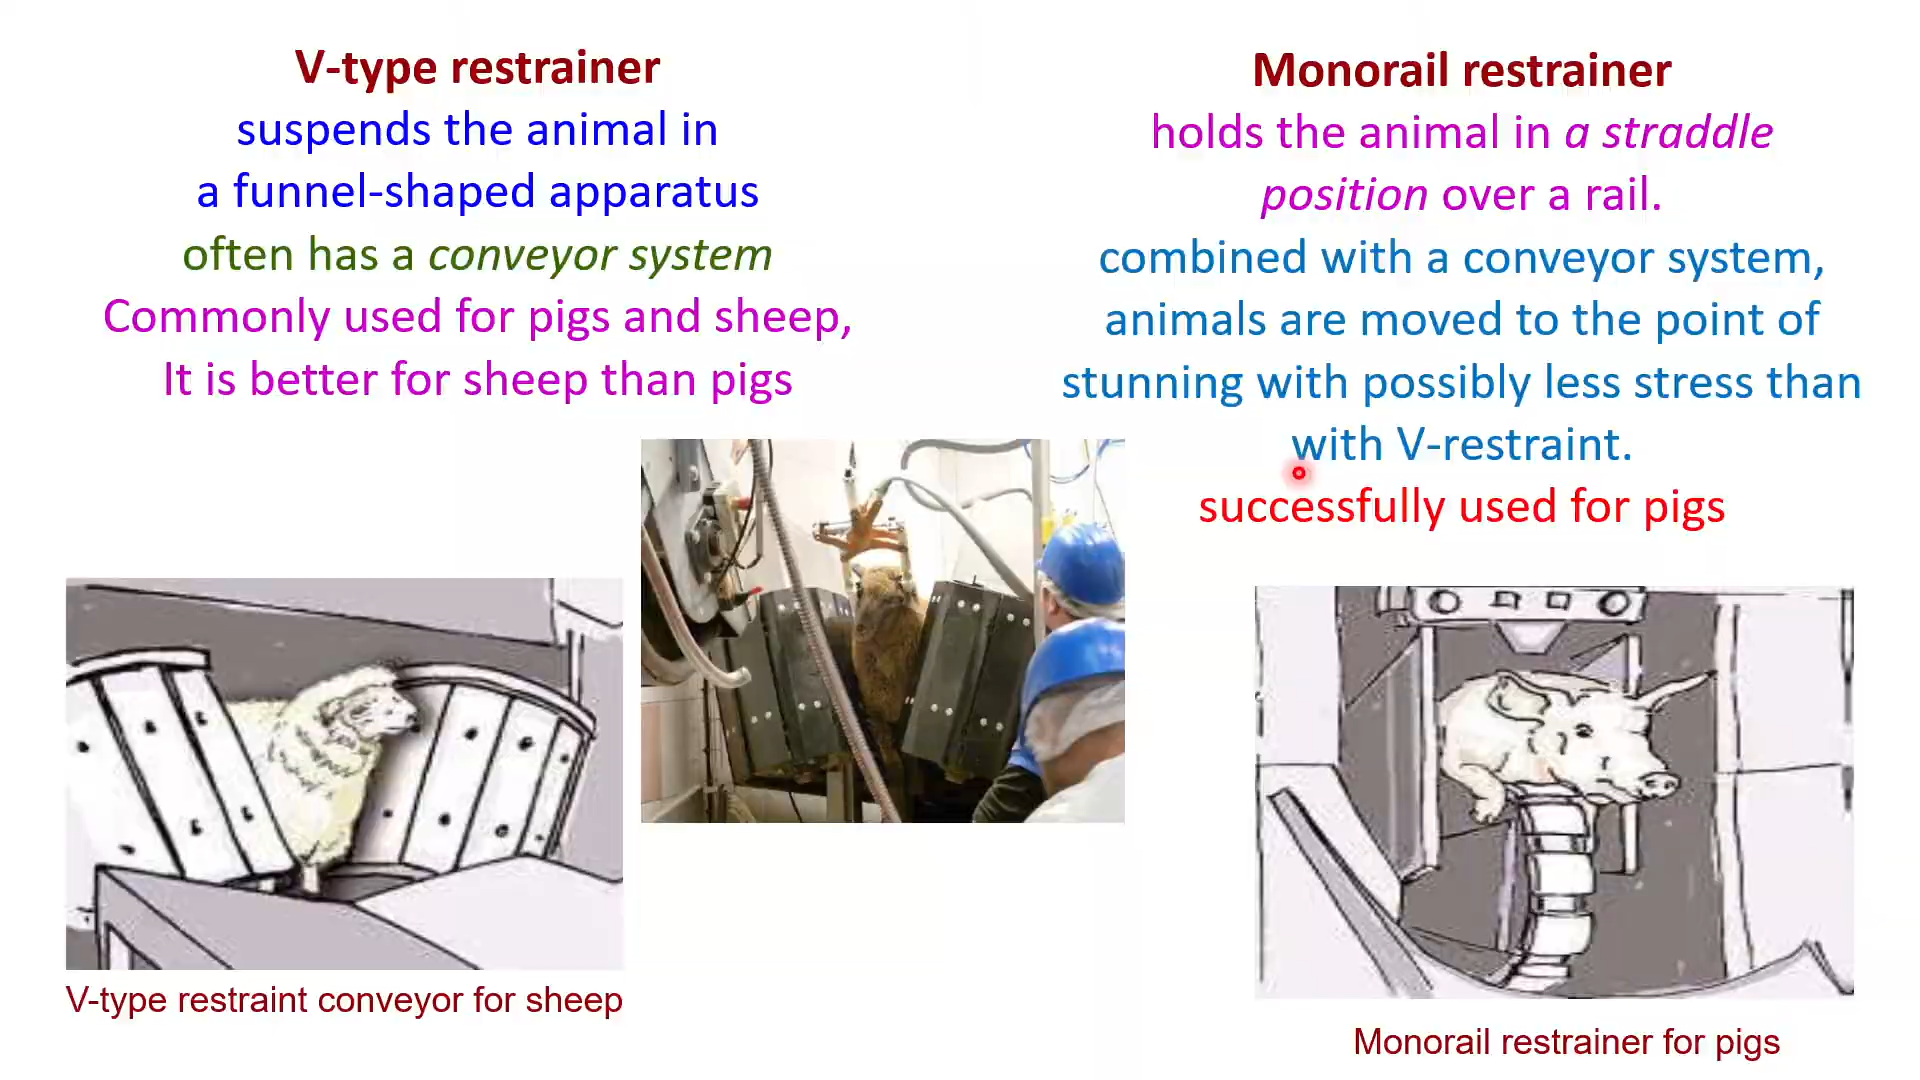 V-type restrainer
suspends the animal in
a funnel-shaped apparatus
often has a conveyor system
Commonly used for pigs and sheep,
It is better for sheep than pigs
Monorail restrainer
holds the animal in a straddle
position over a rail.
combined with a conveyor system,
animals are moved to the point of
stunning with possibly less stress than
with V-restraint.
successfully used for pigs
V-type restraint conveyor for sheep
Monorail restrainer for pigs